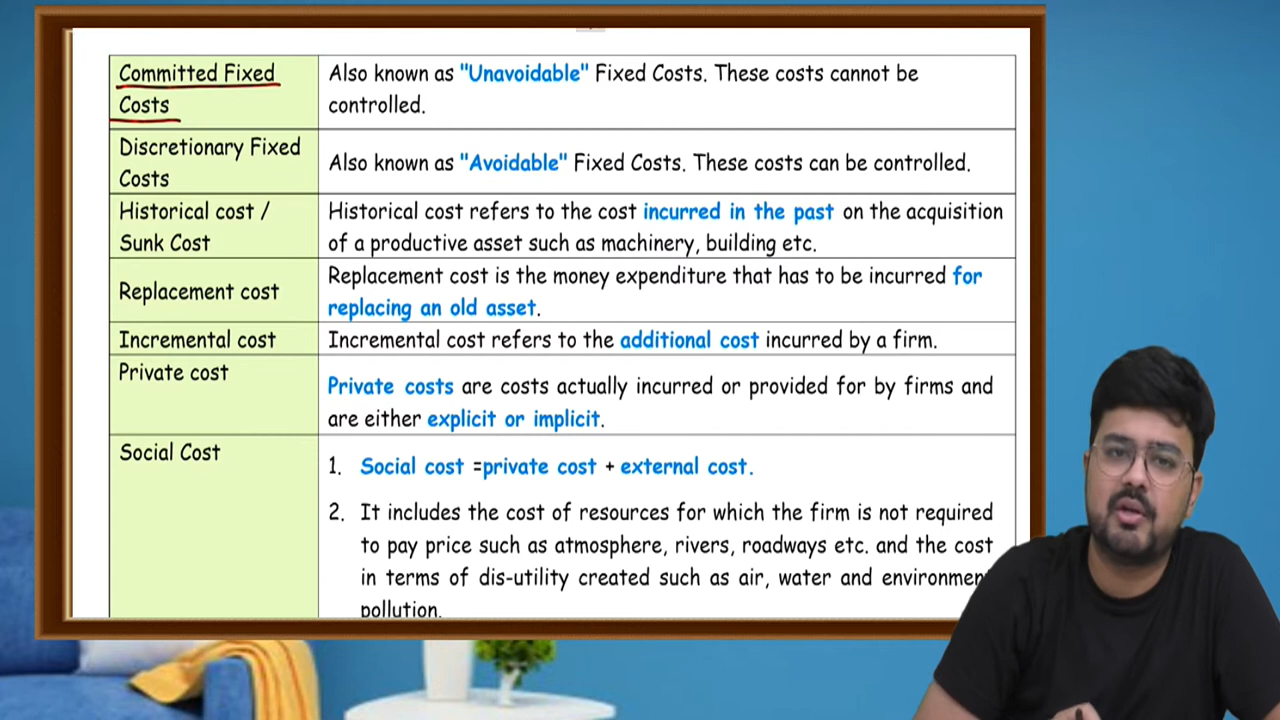 Committed Fixed
Costs
Also known as "Unavoidable" Fixed Costs. These costs cannot be
controlled.
Discretionary Fixed
Costs
Also known as "Avoidable" Fixed Costs. These costs can be controlled.
Historical cost /
Sunk Cost
Historical cost refers to the cost incurred in the past on the acquisition
of a productive asset such as machinery, building etc.
Replacement cost
Replacement cost is the money expenditure that has to be incurred for
replacing an old asset.
Incremental cost
Incremental cost refers to the additional cost incurred by a firm.
Private cost
Private costs are costs actually incurred or provided for by firms and
are either explicit or implicit.
Social Cost
1. Social cost =private cost + external cost.
2. It includes the cost of resources for which the firm is not required
to pay price such as atmosphere, rivers, roadways etc. and the cost
in terms of dis-utility created such as air, water and environment
pollution.